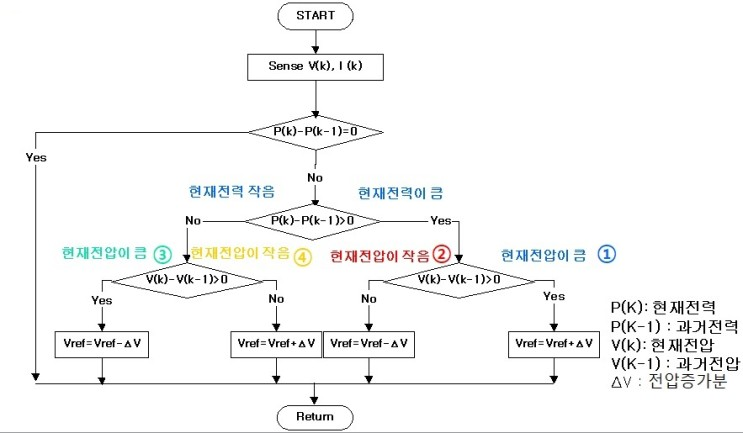 START
Sense V(k), I(k)
P(k)-P(k-1)=0
Yes
No
현재전력 작음
현재전력이 큼
No
P(k)-P(k-1)>0
Yes
현재전압이 큼 ③
현재전압이 작음 ④
현재전압이 작음 ②
현재전압이 큼 ①
V(k)-V(k-1)>0
V(k)-V(k-1)>0
Yes
No
No
Yes
Vref=Vref-ΔV
Vref=Vref+ΔV
Vref=Vref-ΔV
Vref=Vref+ΔV
P(K): 현재전력
P(K-1) : 과거전력
V(k): 현재전압
V(K-1) : 과거전압
ΔV : 전압증가분
Return